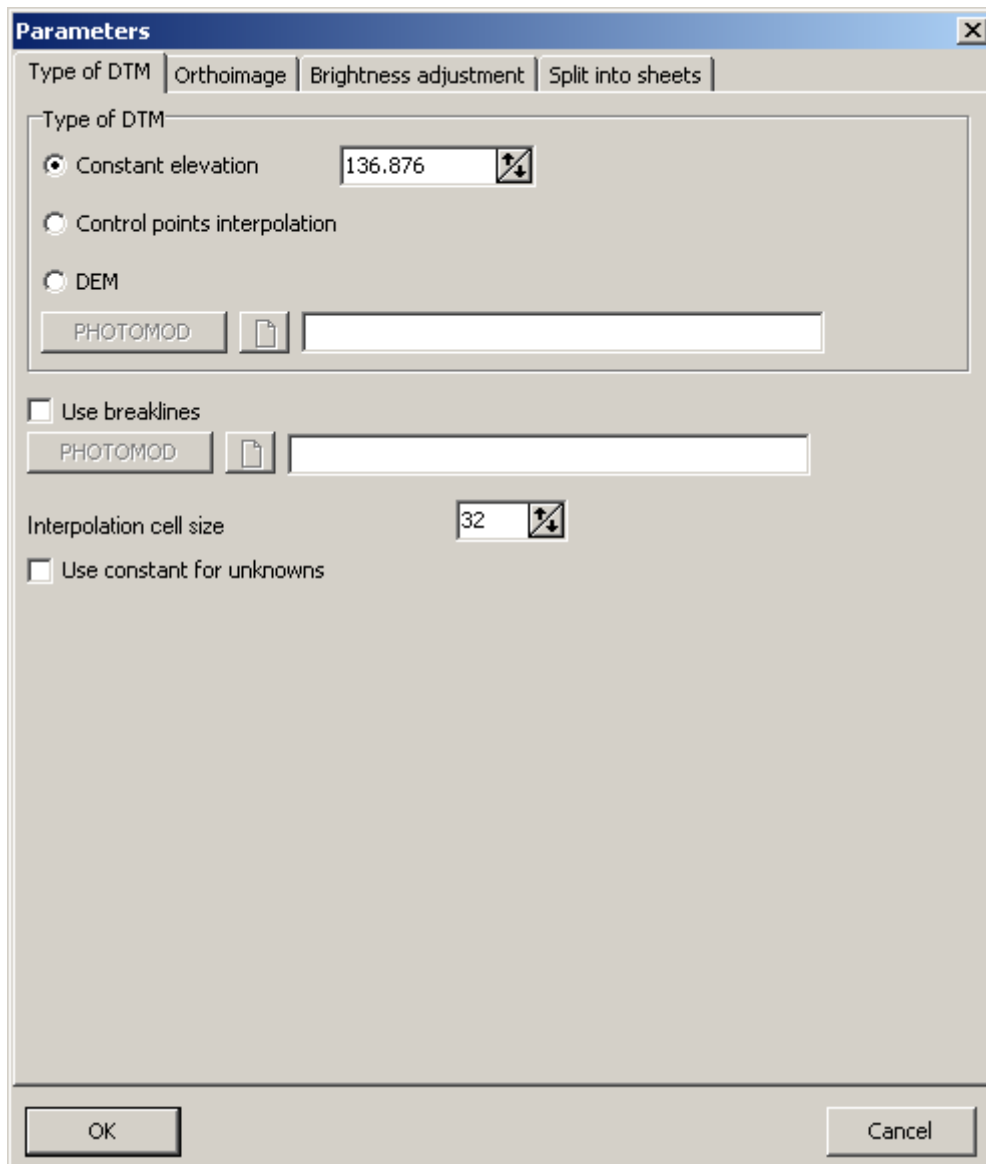 Parameters
Type of DTM Orthoimage Brightness adjustment Split into sheets
Type of DTM
Constant elevation 136.876
Control points interpolation
DEM
PHOTOMOD
Use breaklines
PHOTOMOD
Interpolation cell size 32
Use constant for unknowns
OK Cancel